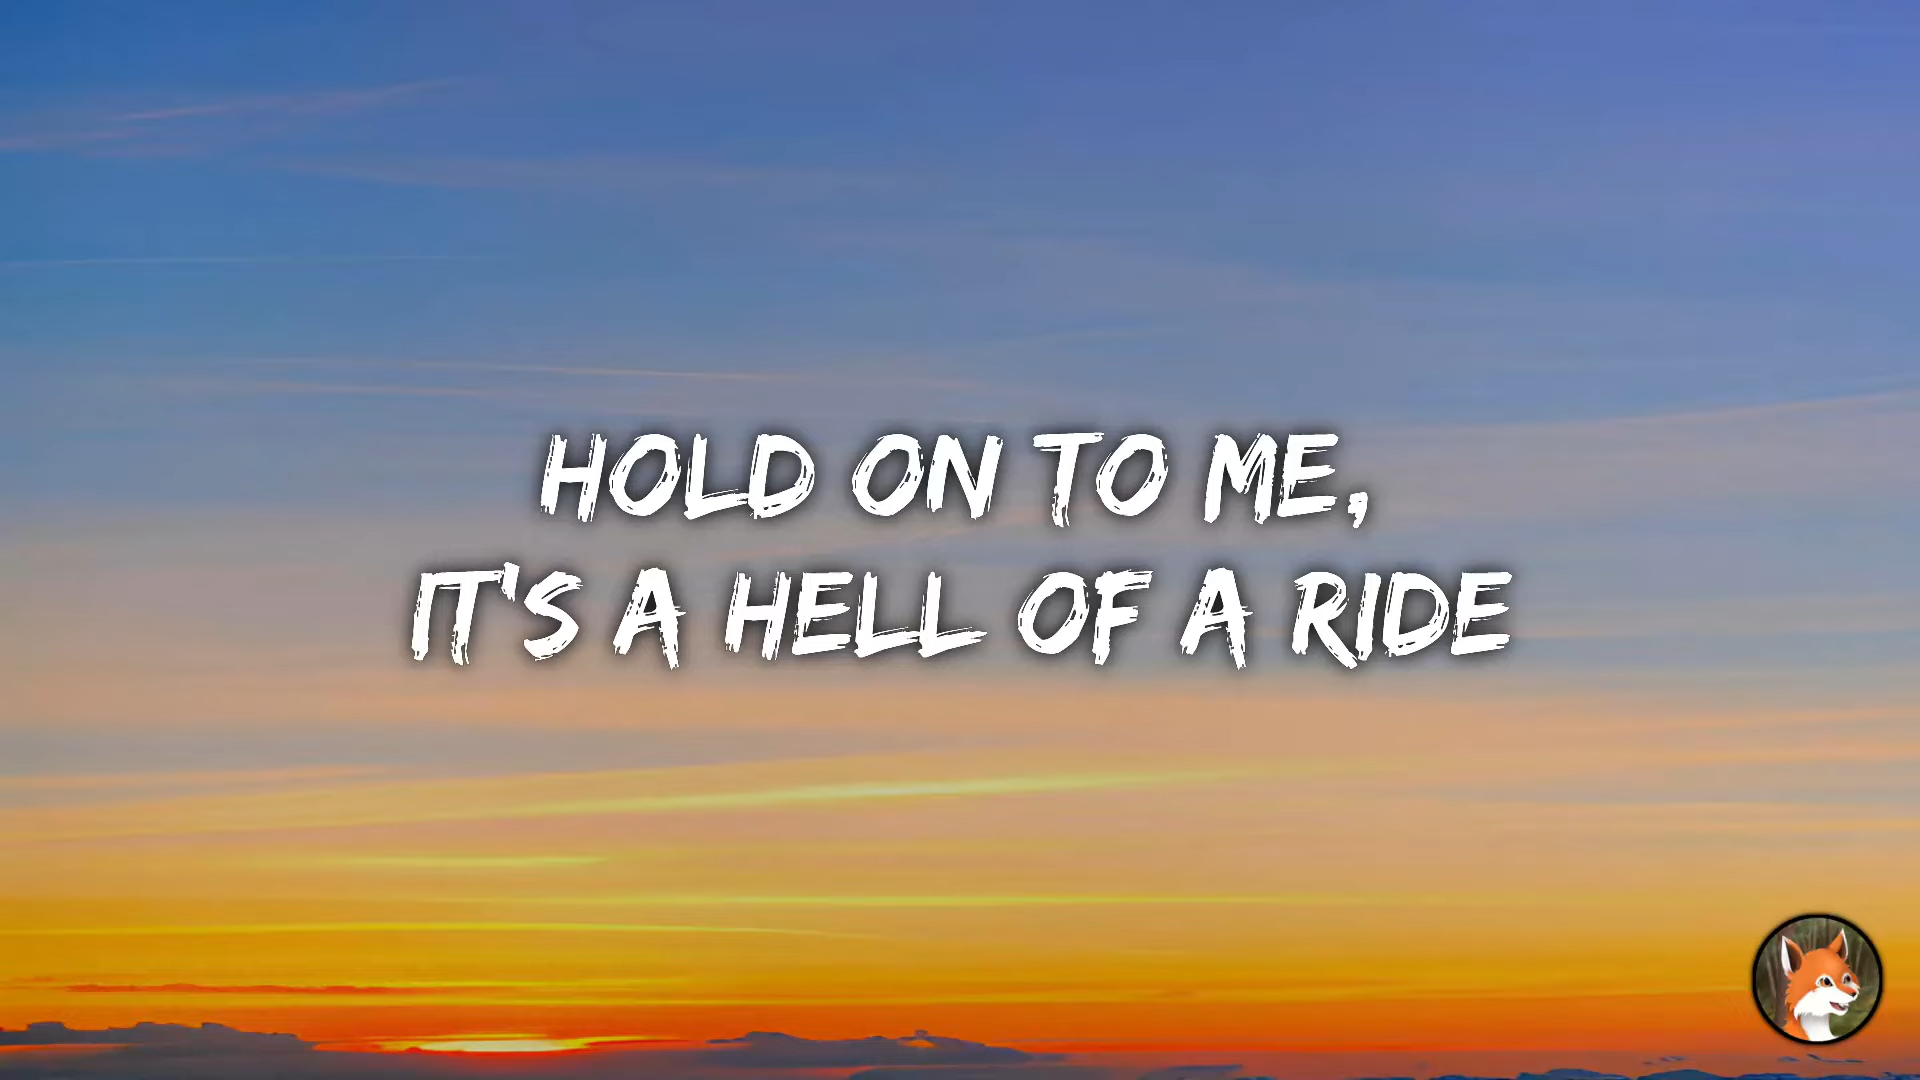 HOLD ON TO ME,
IT'S A HELL OF A RIDE